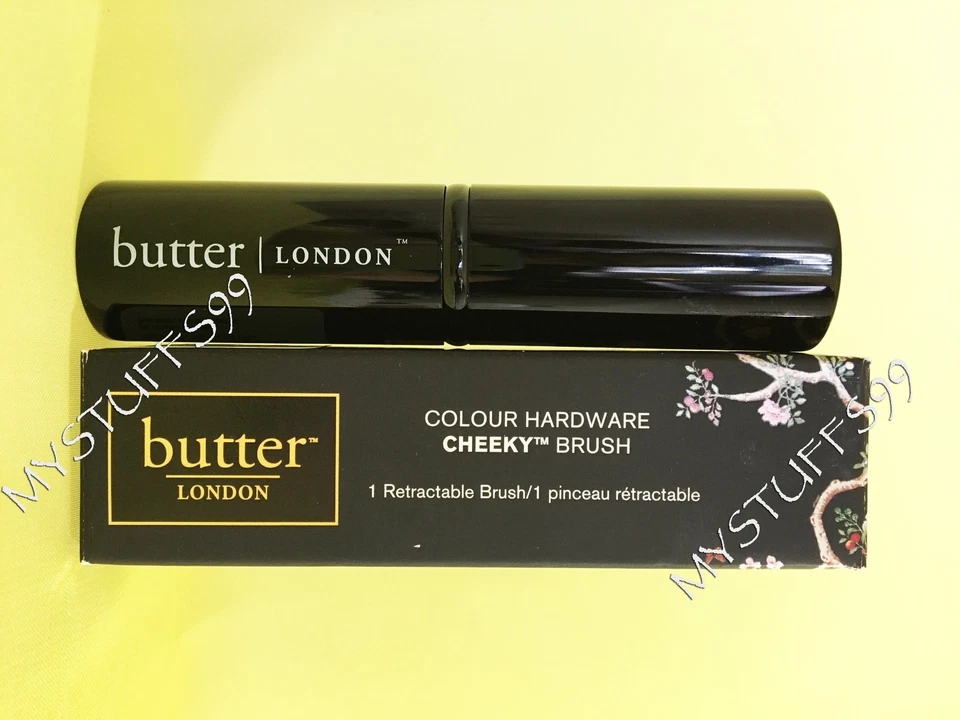 butter | LONDON™
butter™
LONDON
COLOUR HARDWARE
CHEEKY™ BRUSH
1 Retractable Brush/1 pinceau rétractable
MYSTUFFS99
MYSTUFFS99